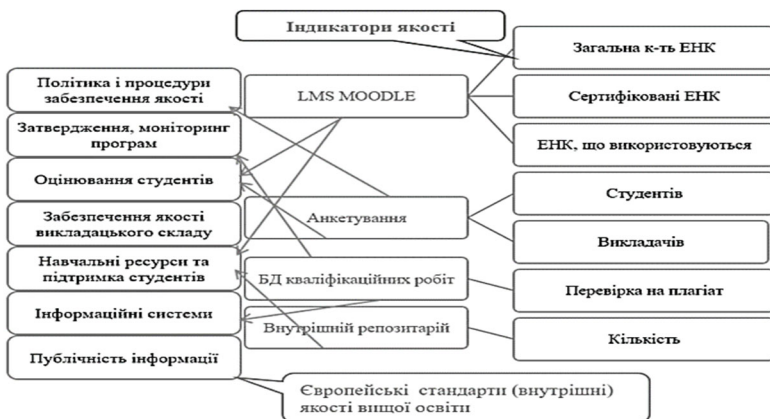 Індикатори якості
Загальна к-ть ЕНК
Політика і процедури
забезпечення якості
LMS MOODLE
Сертифіковані ЕНК
Затвердження, моніторинг
програм
ЕНК, що використовуються
Оцінювання студентів
Студентів
Забезпечення якості
викладацького складу
Анкетування
Викладачів
Навчальні ресурси та
підтримка студентів
БД кваліфікаційних робіт
Перевірка на плагіат
Інформаційні системи
Внутрішній репозитарій
Кількість
Публічність інформації
Європейські стандарти (внутрішні)
якості вищої освіти